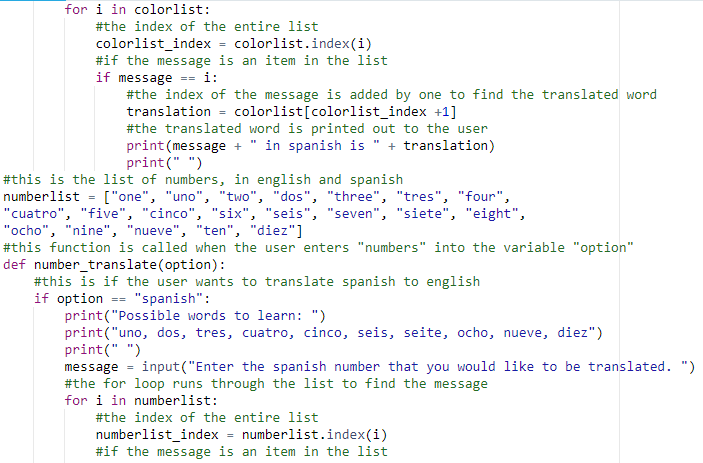 for i in colorlist:
#the index of the entire list
colorlist_index = colorlist.index(i)
#if the message is an item in the list
if message == i:
#the index of the message is added by one to find the translated word
translation = colorlist[colorlist_index +1]
#the translated word is printed out to the user
print(message + " in spanish is " + translation)
print(" ")
#this is the list of numbers, in english and spanish
numberlist = ["one", "uno", "two", "dos", "three", "tres", "four",
"cuatro", "five", "cinco", "six", "seis", "seven", "siete", "eight",
"ocho", "nine", "nueve", "ten", "diez"]
#this function is called when the user enters "numbers" into the variable "option"
def number_translate(option):
#this is if the user wants to translate spanish to english
if option == "spanish":
print("Possible words to learn: ")
print("uno, dos, tres, cuatro, cinco, seis, seite, ocho, nueve, diez")
print(" ")
message = input("Enter the spanish number that you would like to be translated. ")
#the for loop runs through the list to find the message
for i in numberlist:
#the index of the entire list
numberlist_index = numberlist.index(i)
#if the message is an item in the list